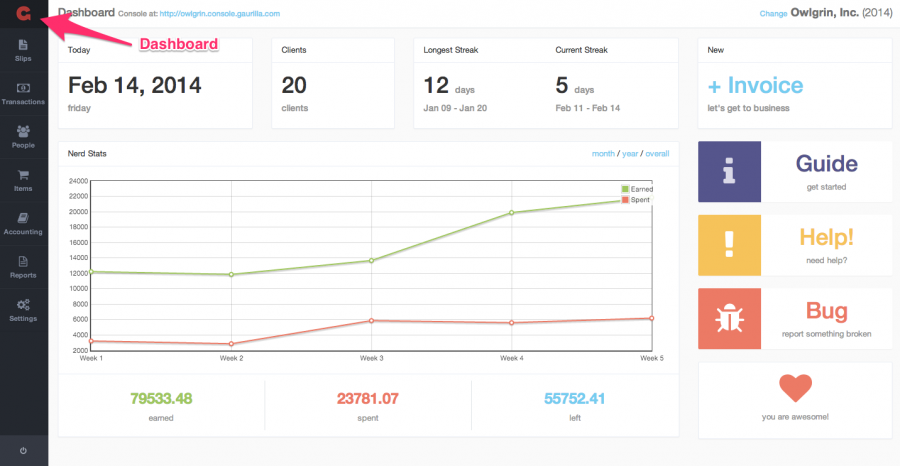 Dashboard Console at: http://owlgrin.console.gaurilla.com
Change Owlgrin, Inc. (2014)
Dashboard
Slips
Transactions
People
Items
Accounting
Reports
Settings
Today
Feb 14, 2014
friday
Clients
20
clients
Longest Streak
12 days
Jan 09 - Jan 20
Current Streak
5 days
Feb 11 - Feb 14
New
+ Invoice
let's get to business
Nerd Stats
month / year / overall
24000
22000
20000
18000
16000
14000
12000
10000
8000
6000
4000
2000
Earned
Spent
Week 1
Week 2
Week 3
Week 4
Week 5
79533.48
earned
23781.07
spent
55752.41
left
Guide
get started
Help!
need help?
Bug
report something broken
you are awesome!